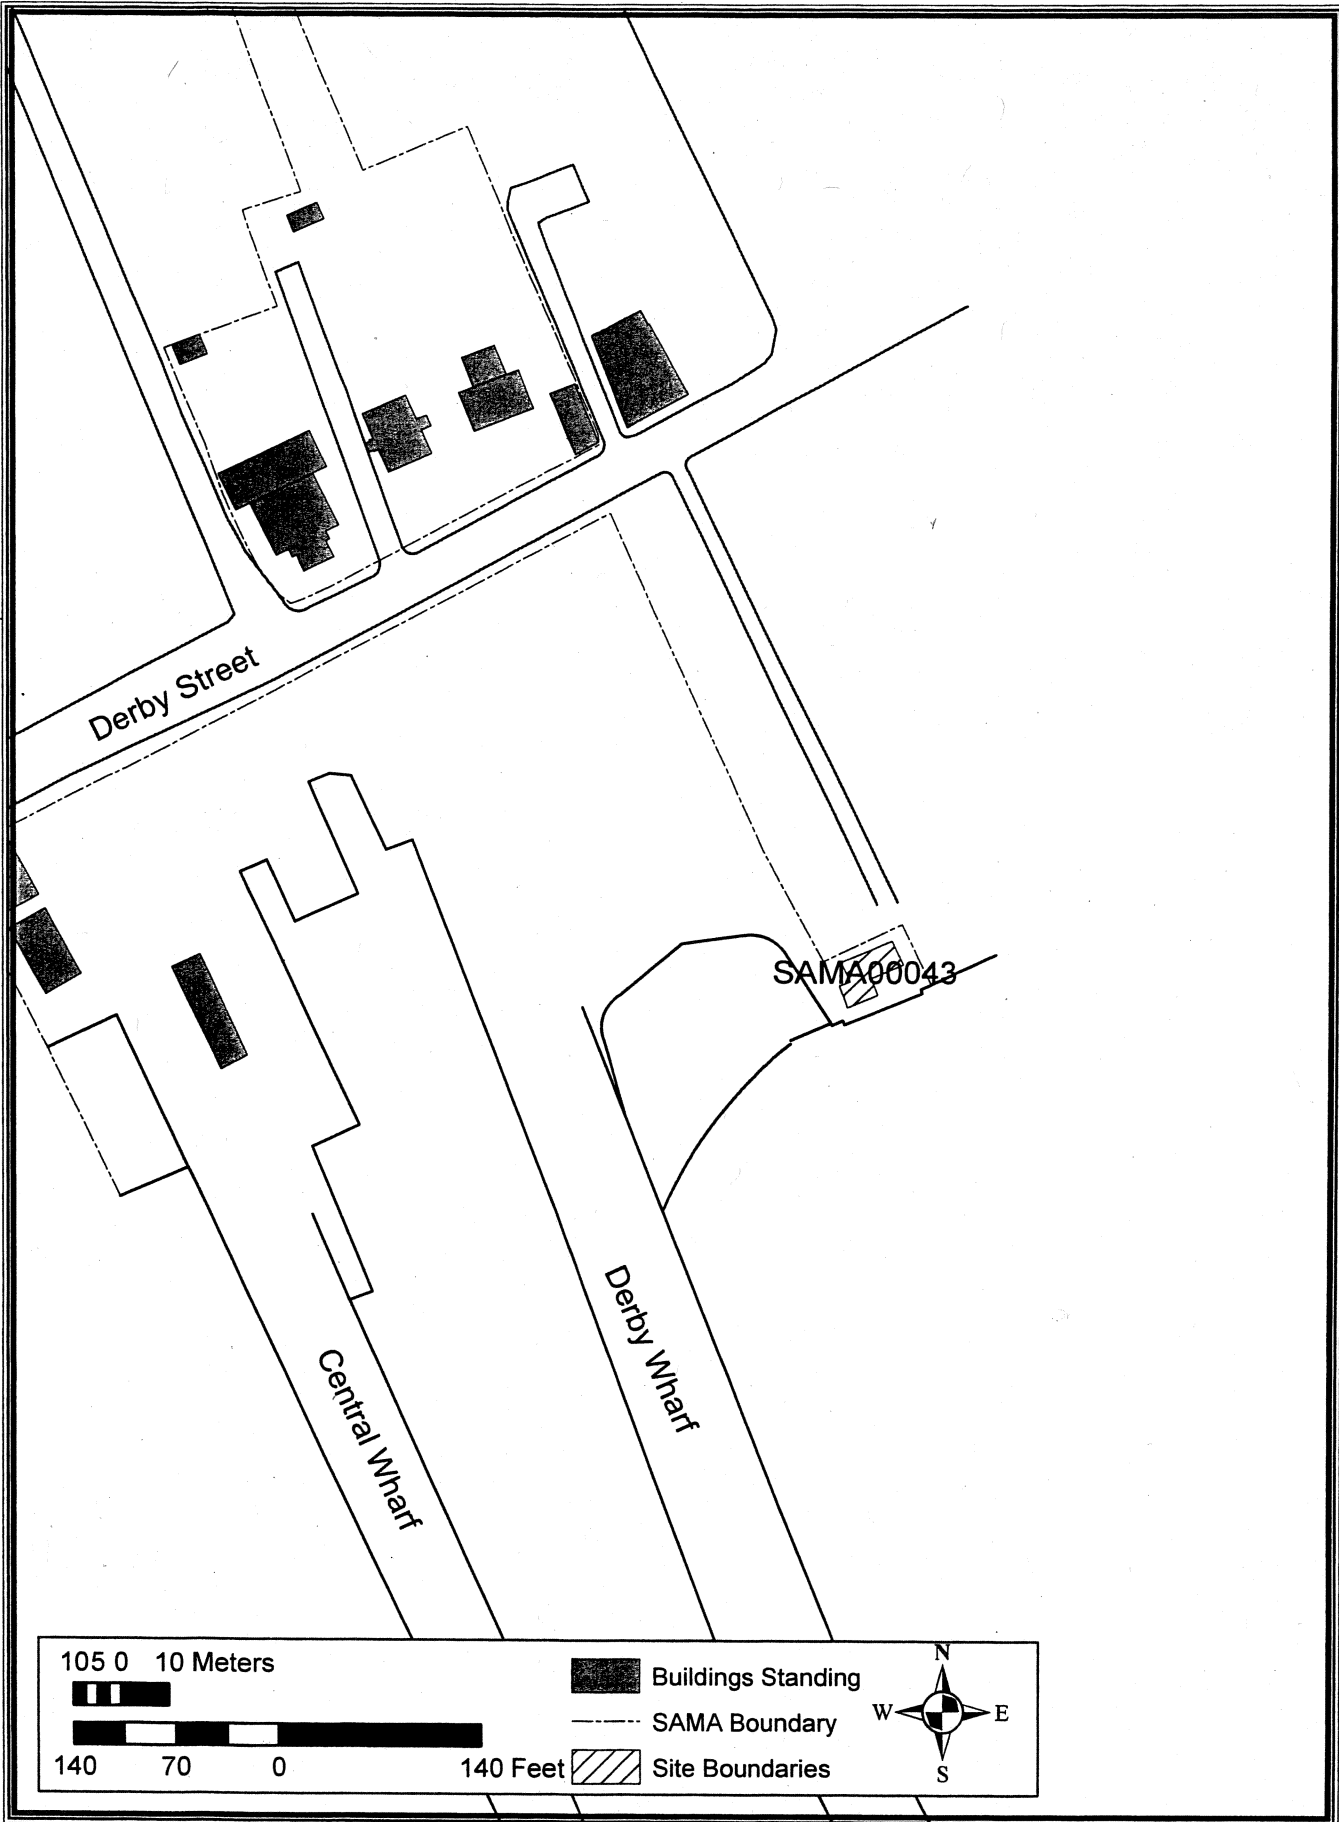 Derby Street
SAMA00043
Derby Wharf
Central Wharf
105 0 10 Meters
140 70 0 140 Feet
Buildings Standing
SAMA Boundary
Site Boundaries
N
W E
S